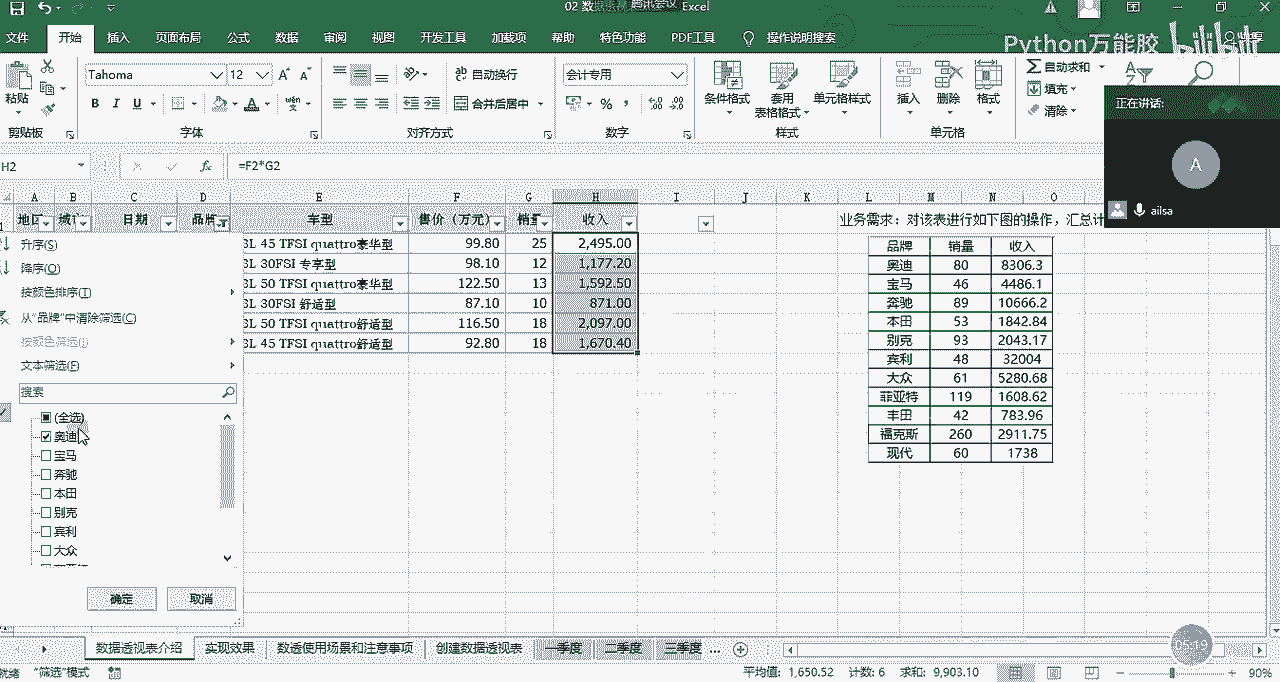 Excel
文件 开始 插入 页面布局 公式 数据 审阅 视图 开发工具 加载项 帮助 特色功能 PDF工具 操作说明搜索
Python万能胶 bilibili
粘贴 Tahoma 12 自动换行 会计专用 条件格式 套用 表格格式 单元格样式 插入 删除 格式 自动求和
B I U 合并后居中 % 填充
清除
剪贴板 字体 对齐方式 数字 样式 单元格
正在讲话:
A
ailsa
H2 fx =F2*G2
A B C D E F G H I J K L M N O
日期 品牌 车型 售价(万元) 销量 收入
SL 45 TFSI quattro豪华型 99.80 25 2,495.00
SL 30FSI 专享型 98.10 12 1,177.20
SL 50 TFSI quattro豪华型 122.50 13 1,592.50
SL 30FSI 舒适型 87.10 10 871.00
SL 50 TFSI quattro舒适型 116.50 18 2,097.00
SL 45 TFSI quattro舒适型 92.80 18 1,670.40
升序(S)
降序(O)
按颜色排序(T)
从"品牌"中清除筛选(C)
按颜色筛选(I)
文本筛选(F)
搜索
(全选)
奥迪
宝马
奔驰
本田
别克
宾利
大众
确定 取消
业务需求：对该表进行如下图的操作，汇总计
品牌 销量 收入
奥迪 80 8306.3
宝马 46 4486.1
奔驰 89 10666.2
本田 53 1842.84
别克 93 2043.17
宾利 48 32004
大众 61 5280.68
菲亚特 119 1608.62
丰田 42 783.96
福克斯 260 2911.75
现代 60 1738
数据透视表介绍 实现效果 数透使用场景和注意事项 创建数据透视表 一季度 二季度 三季度 ...
05:19
就绪 "筛选"模式 平均值: 1,650.52 计数: 6 求和: 9,903.10 90%